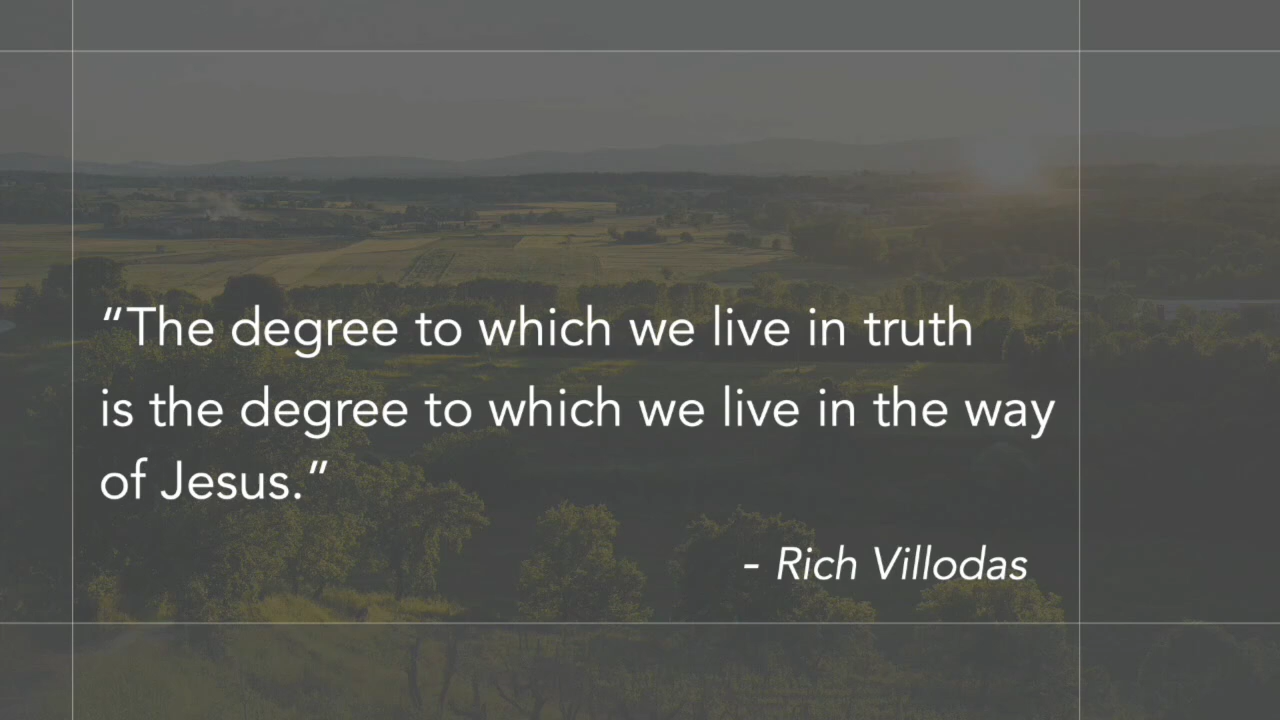 “The degree to which we live in truth
is the degree to which we live in the way
of Jesus.”
- Rich Villodas